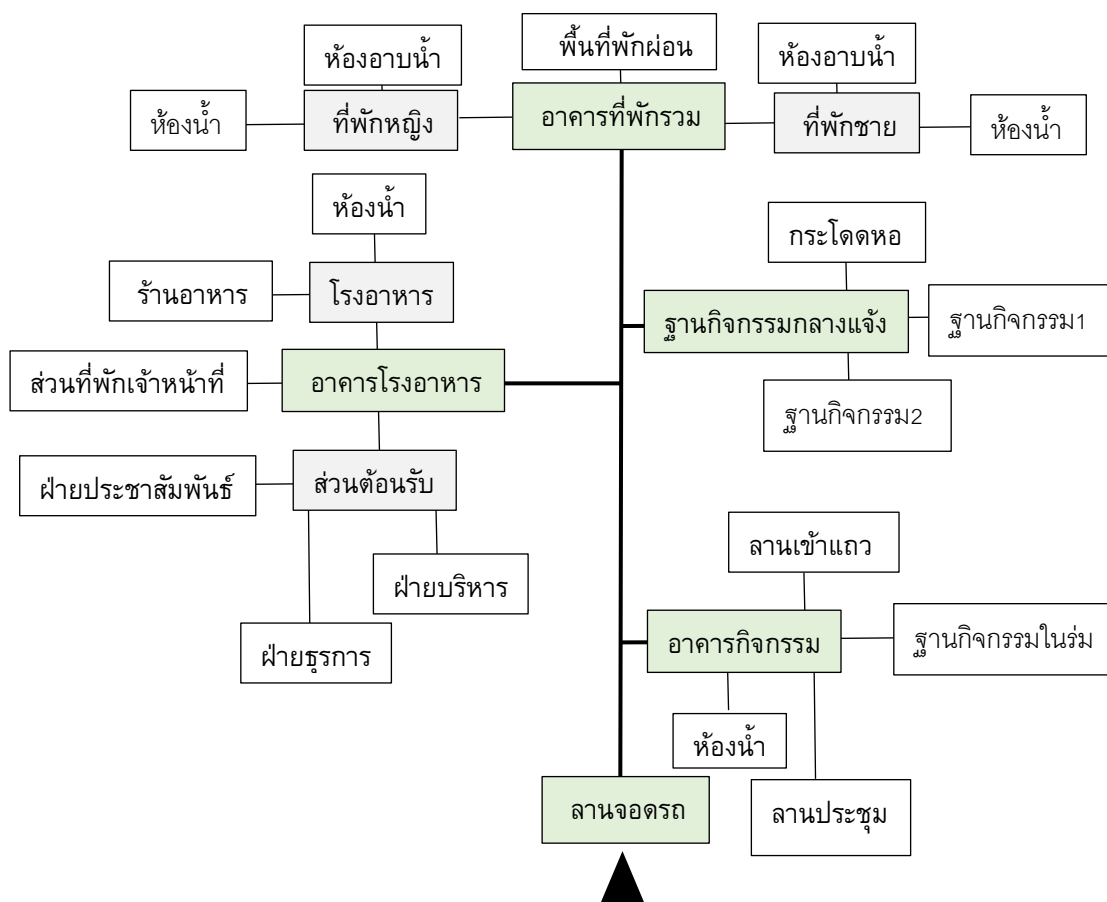 พื้นที่พักผ่อน
ห้องอาบน้ำ
ห้องอาบน้ำ
ห้องน้ำ
ที่พักหญิง
อาคารที่พักรวม
ที่พักชาย
ห้องน้ำ
ห้องน้ำ
กระโดดหอ
ร้านอาหาร
โรงอาหาร
ฐานกิจกรรมกลางแจ้ง
ฐานกิจกรรม1
ส่วนที่พักเจ้าหน้าที่
อาคารโรงอาหาร
ฐานกิจกรรม2
ฝ่ายประชาสัมพันธ์
ส่วนต้อนรับ
ลานเข้าแถว
ฝ่ายบริหาร
ฝ่ายธุรการ
อาคารกิจกรรม
ฐานกิจกรรมในร่ม
ห้องน้ำ
ลานจอดรถ
ลานประชุม